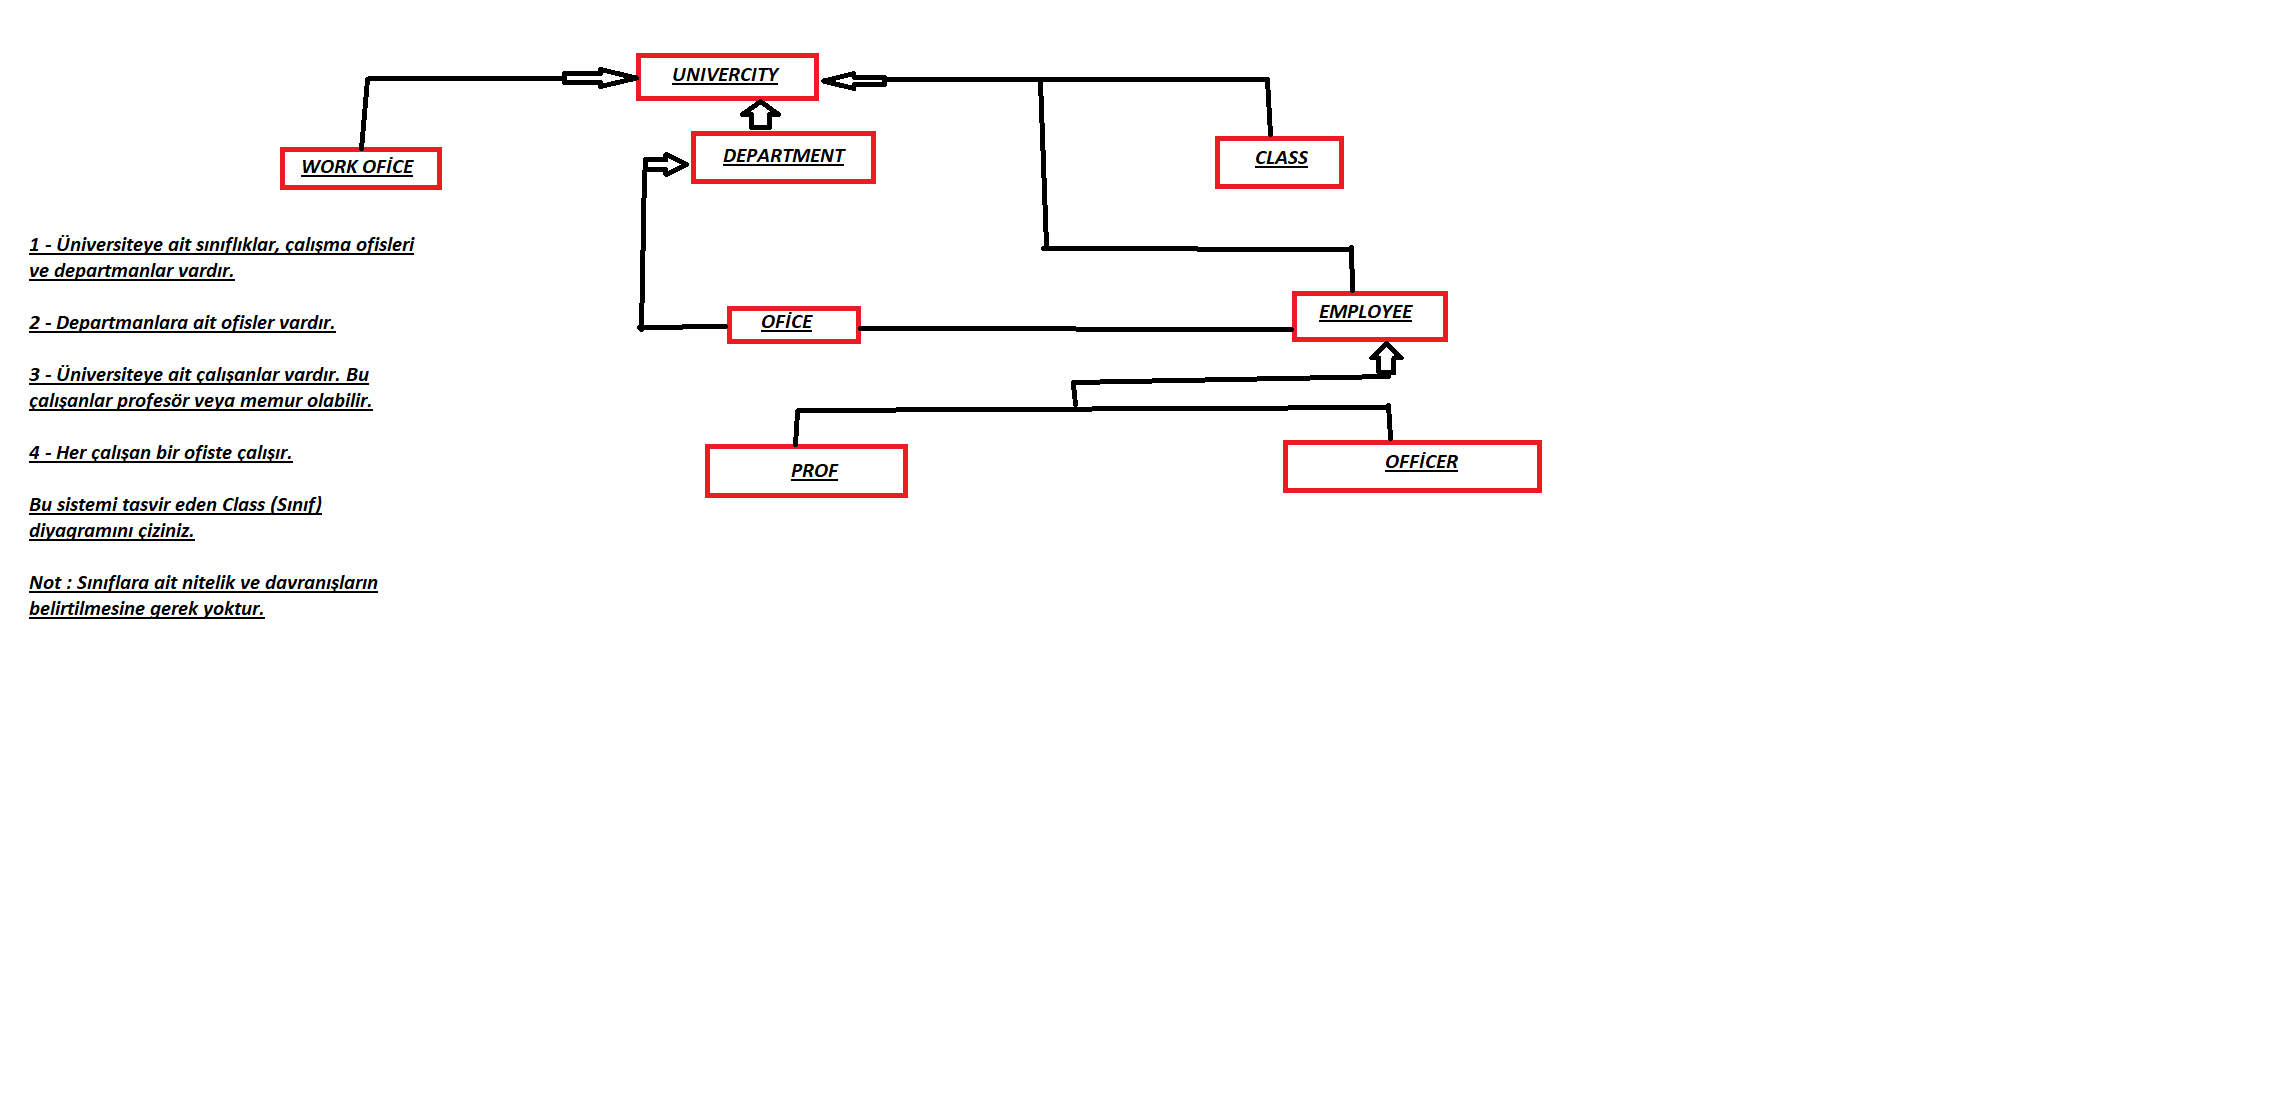 UNIVERCITY
DEPARTMENT
CLASS
WORK OFİCE
1 - Üniversiteye ait sınıflıklar, çalışma ofisleri
ve departmanlar vardır.
2 - Departmanlara ait ofisler vardır.
3 - Üniversiteye ait çalışanlar vardır. Bu
çalışanlar profesör veya memur olabilir.
4 - Her çalışan bir ofiste çalışır.
Bu sistemi tasvir eden Class (Sınıf)
diyagramını çiziniz.
Not : Sınıflara ait nitelik ve davranışların
belirtilmesine gerek yoktur.
OFİCE
EMPLOYEE
PROF
OFFİCER